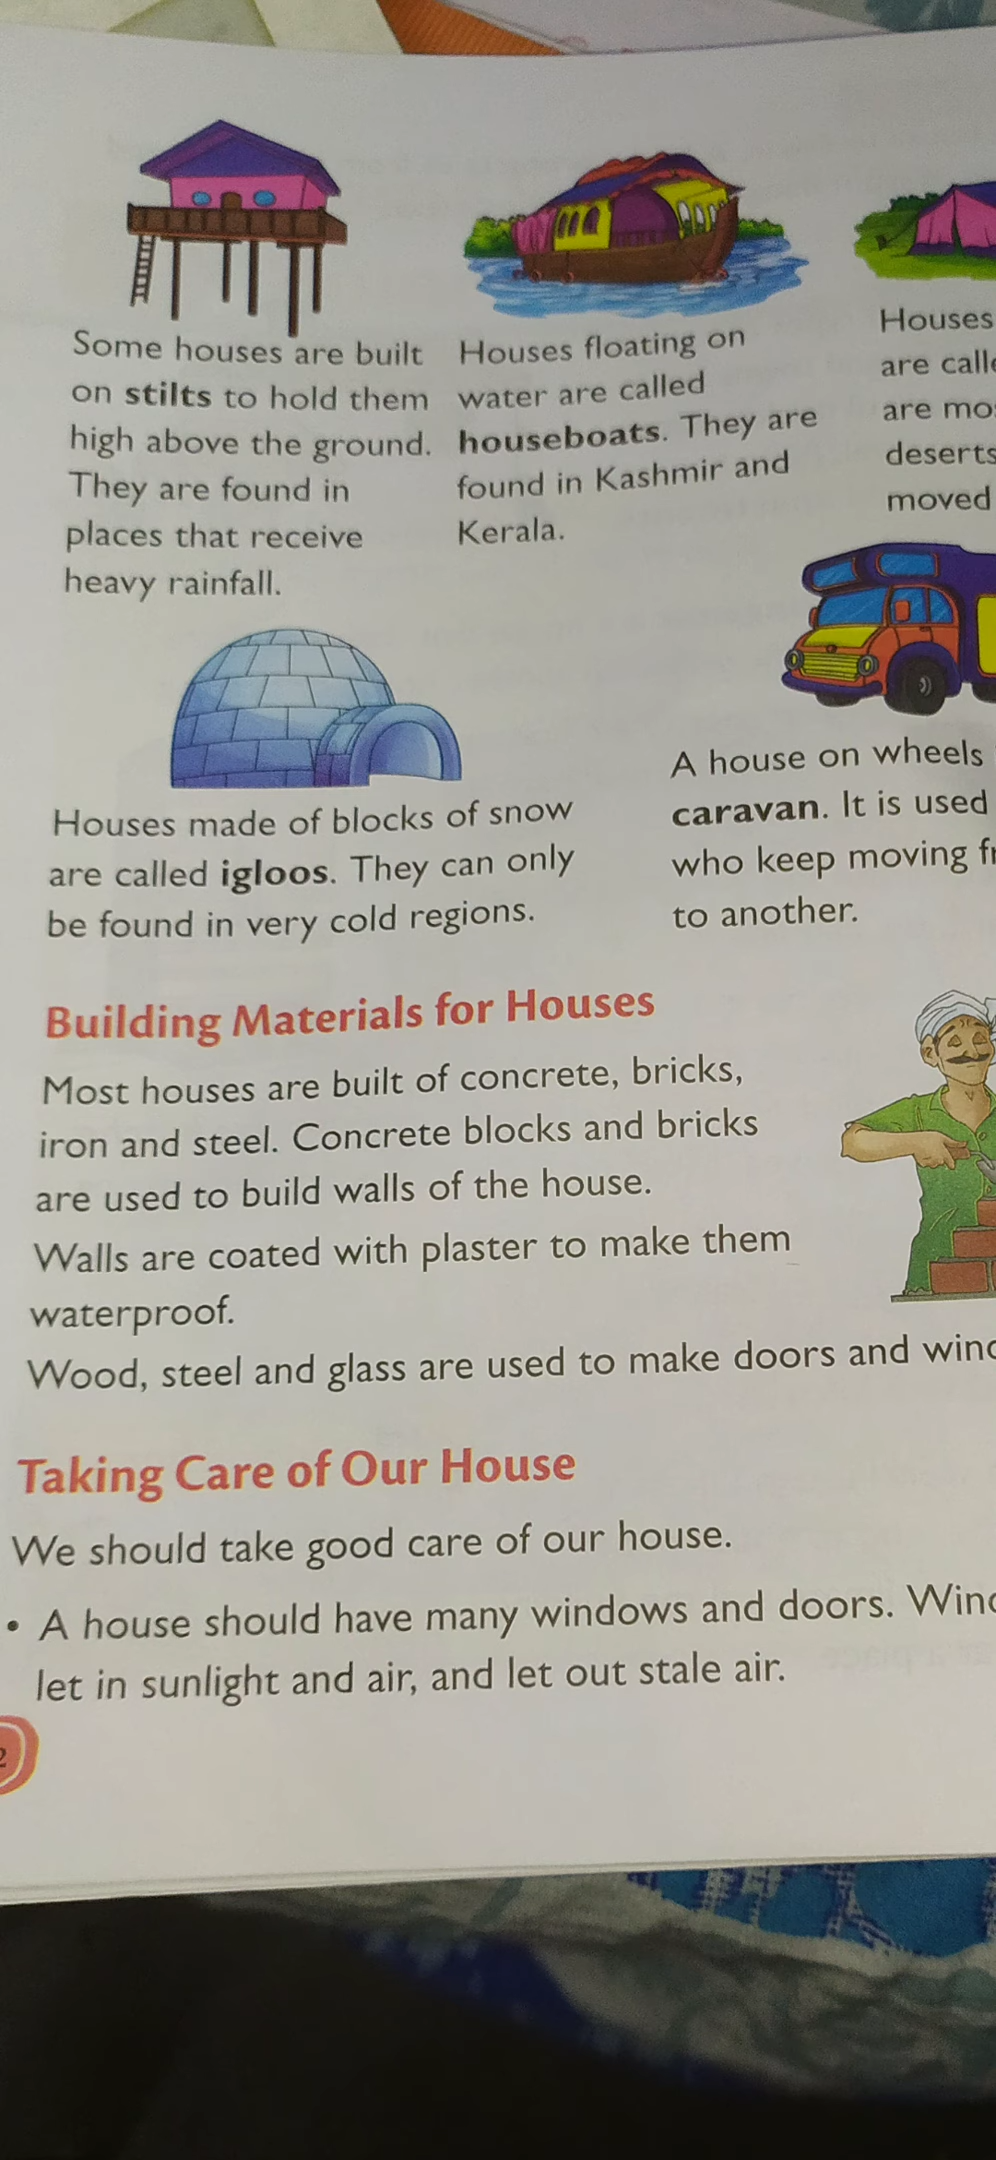 Some houses are built
on stilts to hold them
high above the ground.
They are found in
places that receive
heavy rainfall.
Houses floating on
water are called
houseboats. They are
found in Kashmir and
Kerala.
Houses
are
are
deserts
moved
Houses made of blocks of snow
are called igloos. They can only
be found in very cold regions.
A house on wheels
caravan. It is used
who keep moving
to another.
Building Materials for Houses
Most houses are built of concrete, bricks,
iron and steel. Concrete blocks and bricks
are used to build walls of the house.
Walls are coated with plaster to make them
waterproof.
Wood, steel and glass are used to make doors and
Taking Care of Our House
We should take good care of our house.
• A house should have many windows and doors.
let in sunlight and air, and let out stale air.